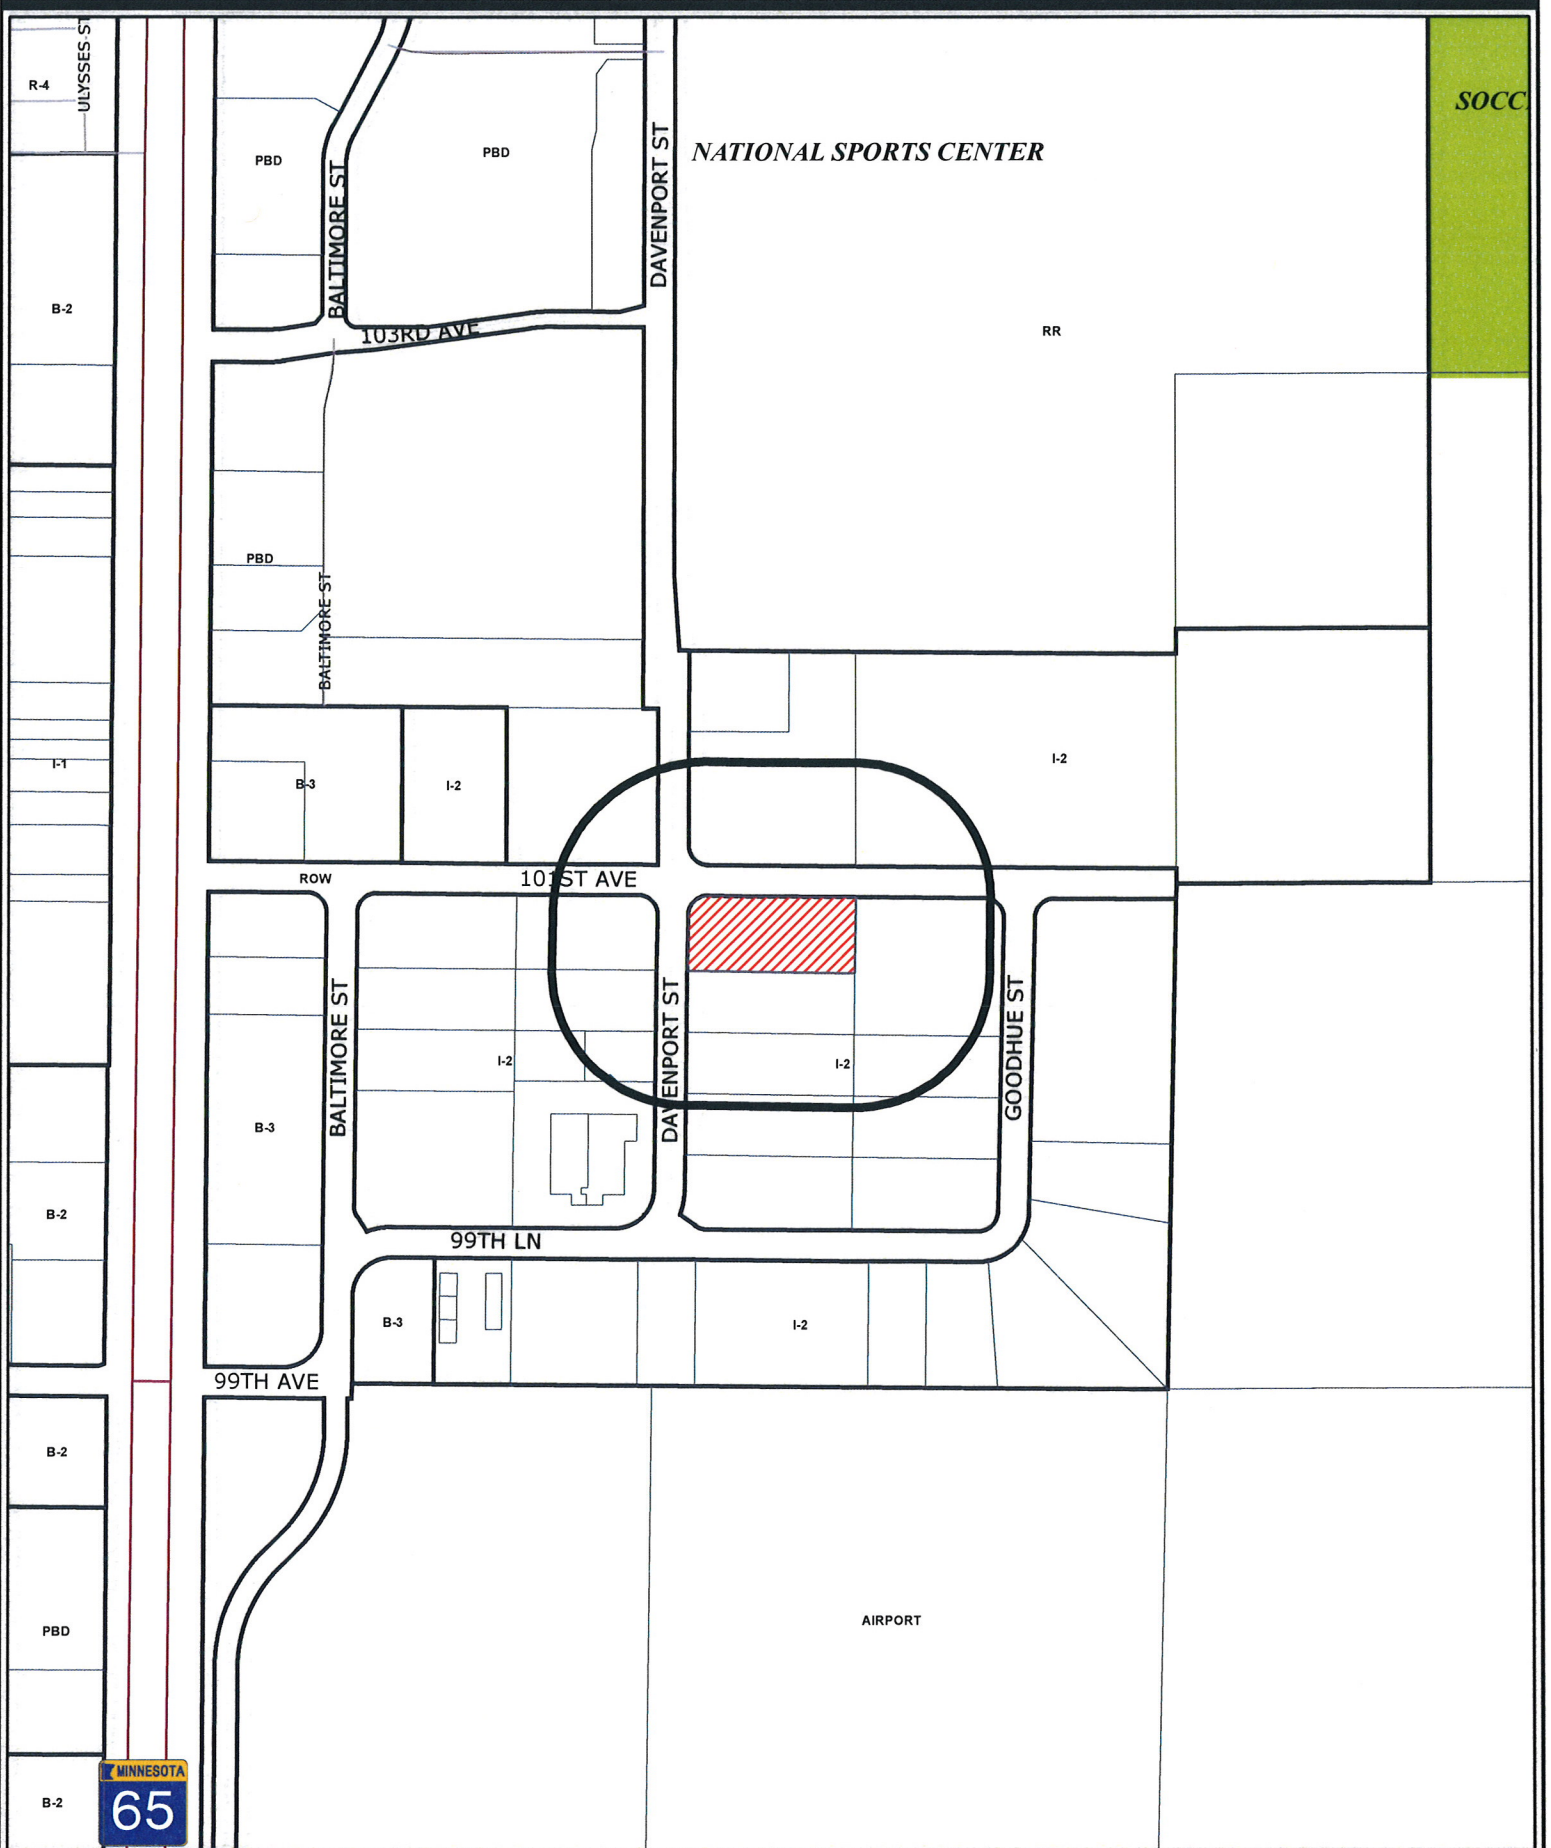 ULYSSES ST
R-4
SOCC
NATIONAL SPORTS CENTER
PBD
PBD
DAVENPORT ST
BALTIMORE ST
B-2
103RD AVE
RR
PBD
BALTIMORE ST
I-1
B-3
I-2
I-2
ROW
101ST AVE
BALTIMORE ST
DAVENPORT ST
GOODHUE ST
I-2
I-2
B-3
B-2
99TH LN
B-3
I-2
99TH AVE
B-2
AIRPORT
PBD
MINNESOTA
65
B-2